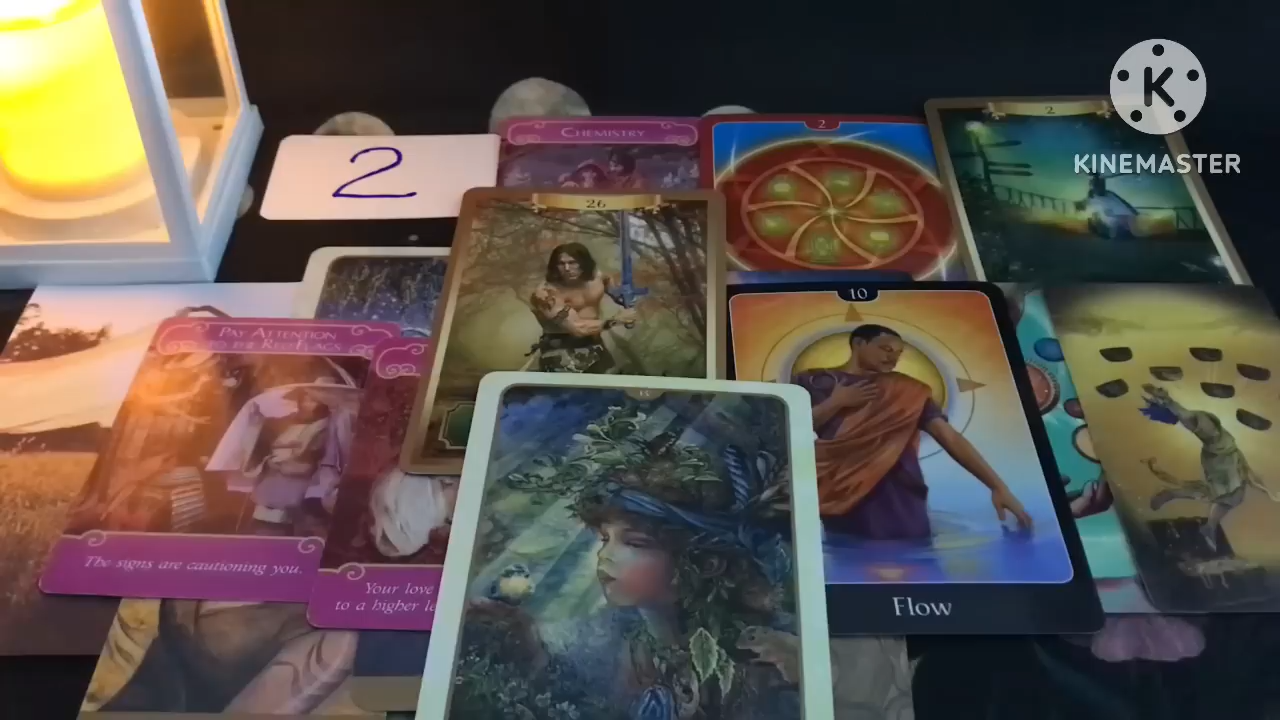 KINEMASTER
2
CHEMISTRY
2
2
26
10
PAY ATTENTION
TO THE RED FLAGS
The signs are cautioning you.
Your love
to a higher le
Flow